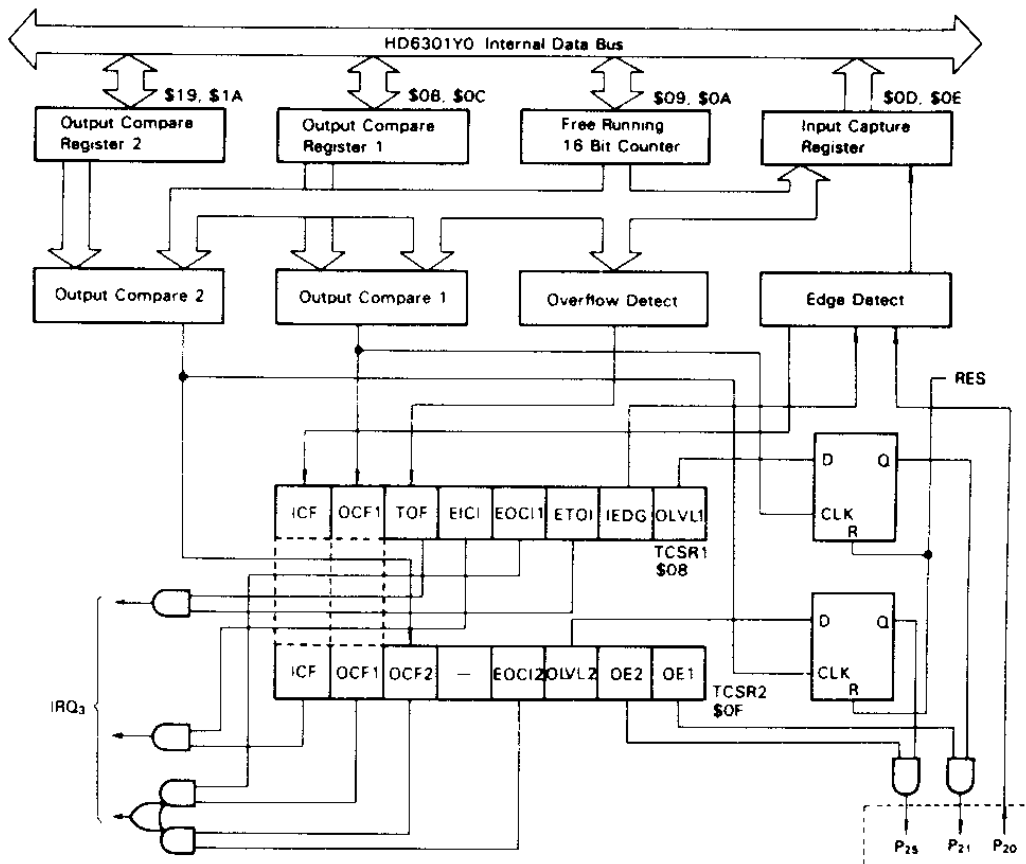 HD6301Y0 Internal Data Bus
$19, $1A
$0B, $0C
$09, $0A
$0D, $0E
Output Compare
Register 2
Output Compare
Register 1
Free Running
16 Bit Counter
Input Capture
Register
Output Compare 2
Output Compare 1
Overflow Detect
Edge Detect
RES
D Q
CLK
R
ICF OCF1 TOF EICI EOCI1 ETOI IEDG OLVL1
TCSR1
$08
D Q
CLK
R
ICF OCF1 OCF2 — EOCI2 OLVL2 OE2 OE1
TCSR2
$0F
IRQ₃
P₂₅ P₂₁ P₂₀